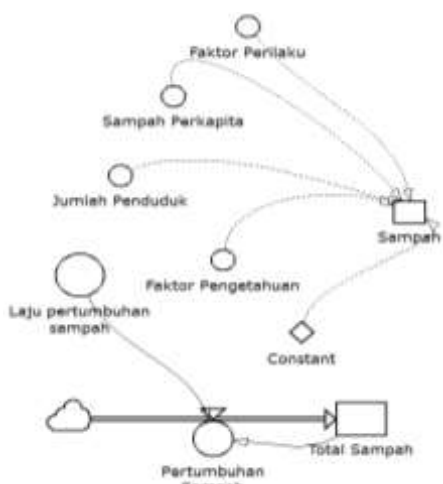 Faktor Perilaku
Sampah Perkapita
Jumlah Penduduk
Sampah
Faktor Pengetahuan
Laju pertumbuhan
sampah
Constant
Total Sampah
Pertumbuhan